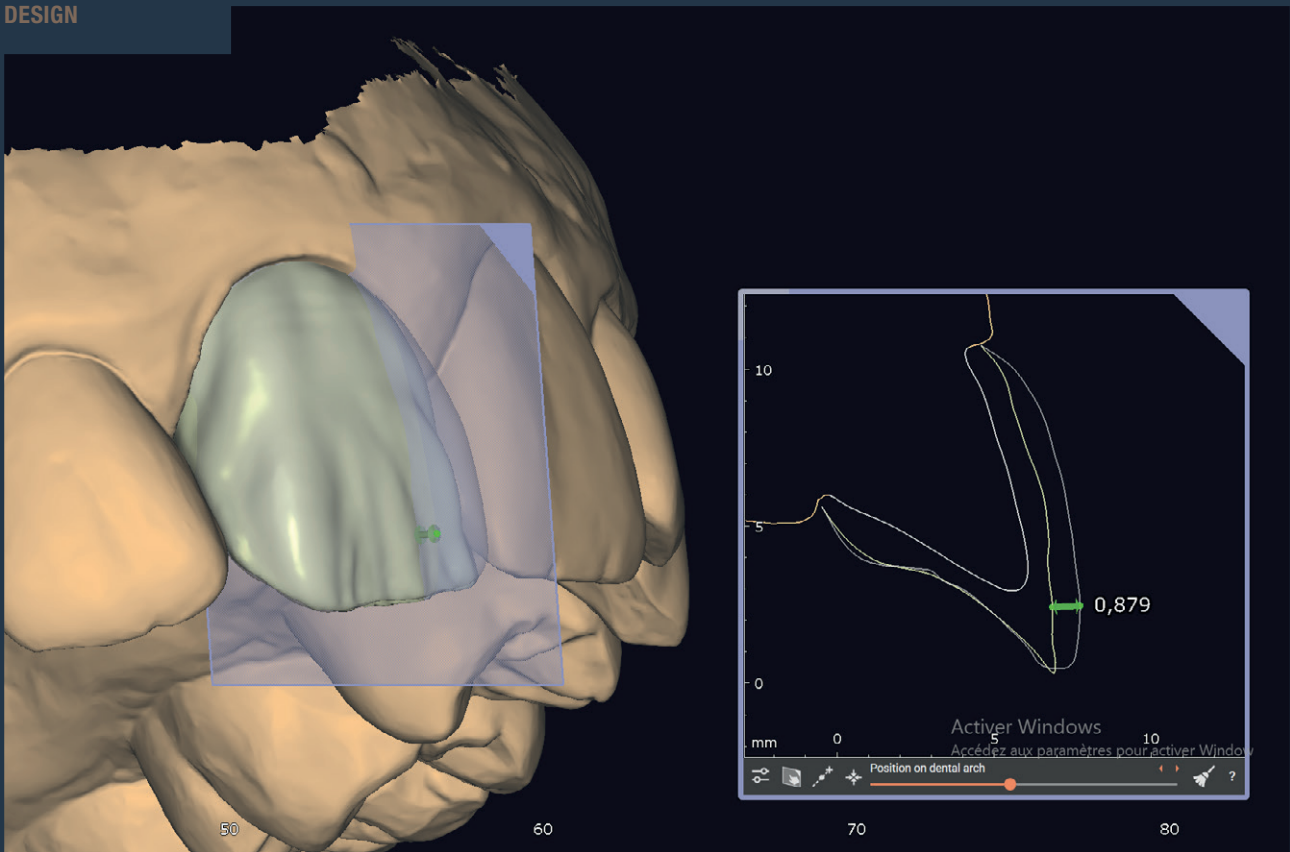 DESIGN
10
5
0,879
0
Activer Windows
mm 0 5 10
Accédez aux paramètres pour activer Window
Position on dental arch
?
50 60 70 80